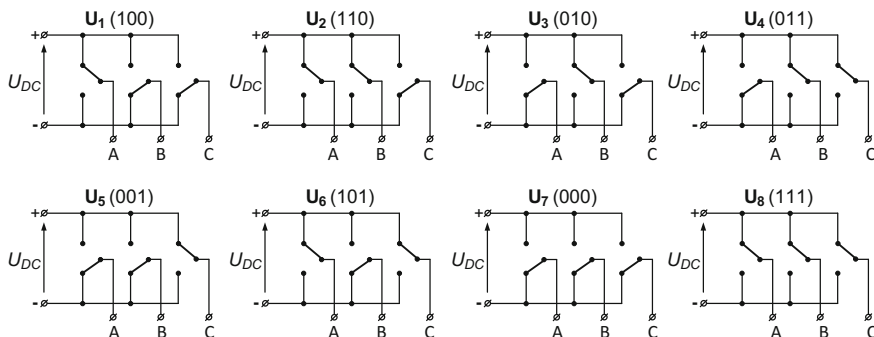 U1 (100) U2 (110) U3 (010) U4 (011)
+ + + +
UDC UDC UDC UDC
- - - -
A B C A B C A B C A B C
U5 (001) U6 (101) U7 (000) U8 (111)
+ + + +
UDC UDC UDC UDC
- - - -
A B C A B C A B C A B C